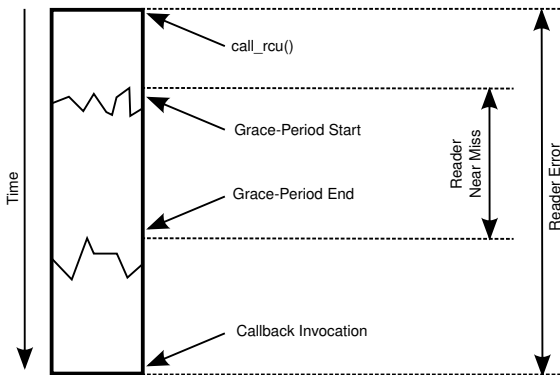 call_rcu()
Grace-Period Start
Grace-Period End
Callback Invocation
Time
Reader
Near Miss
Reader Error